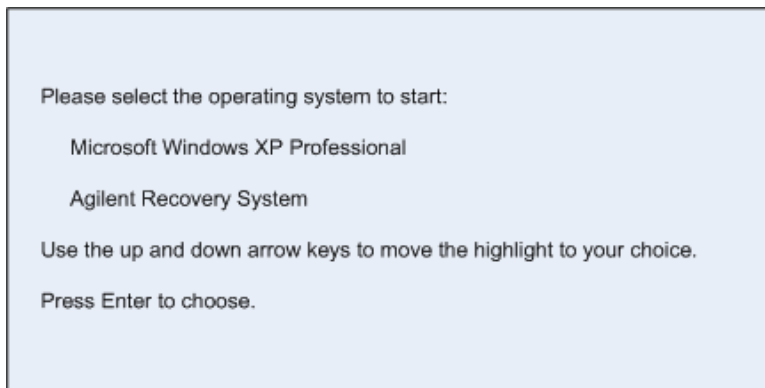 Please select the operating system to start:
Microsoft Windows XP Professional
Agilent Recovery System
Use the up and down arrow keys to move the highlight to your choice.
Press Enter to choose.